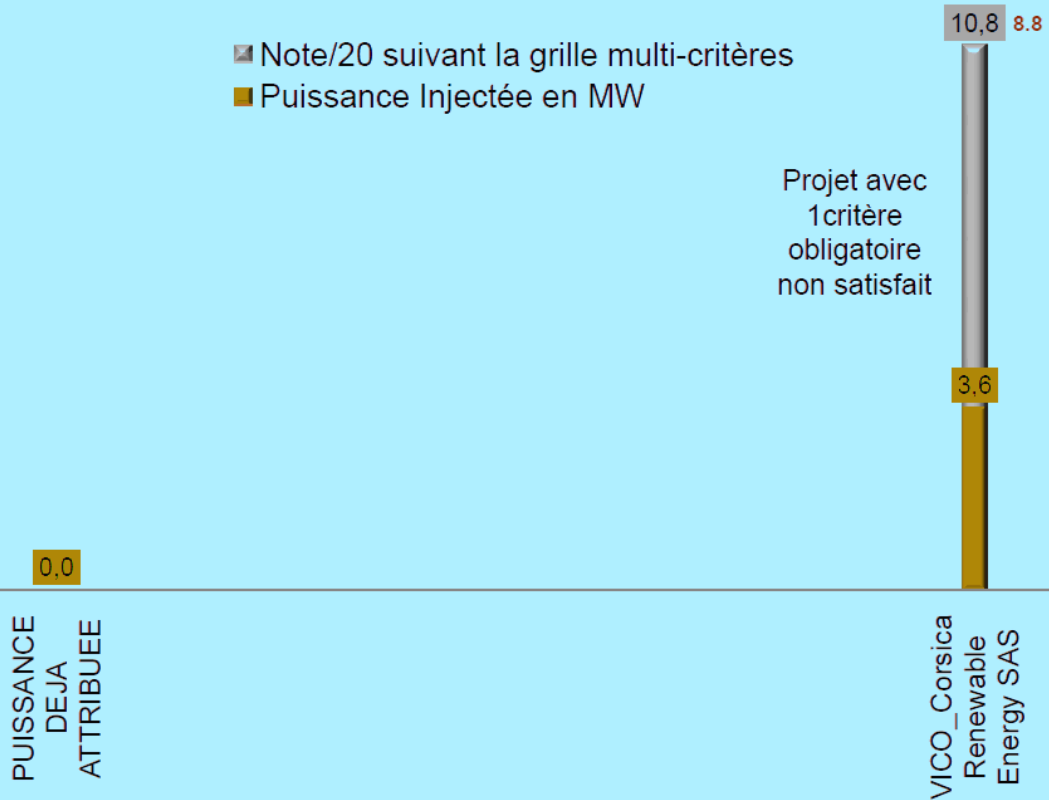 10,8 8.8
Note/20 suivant la grille multi-critères
Puissance Injectée en MW
Projet avec
1critère
obligatoire
non satisfait
3,6
0,0
PUISSANCE
DEJA
ATTRIBUEE
VICO_Corsica
Renewable
Energy SAS